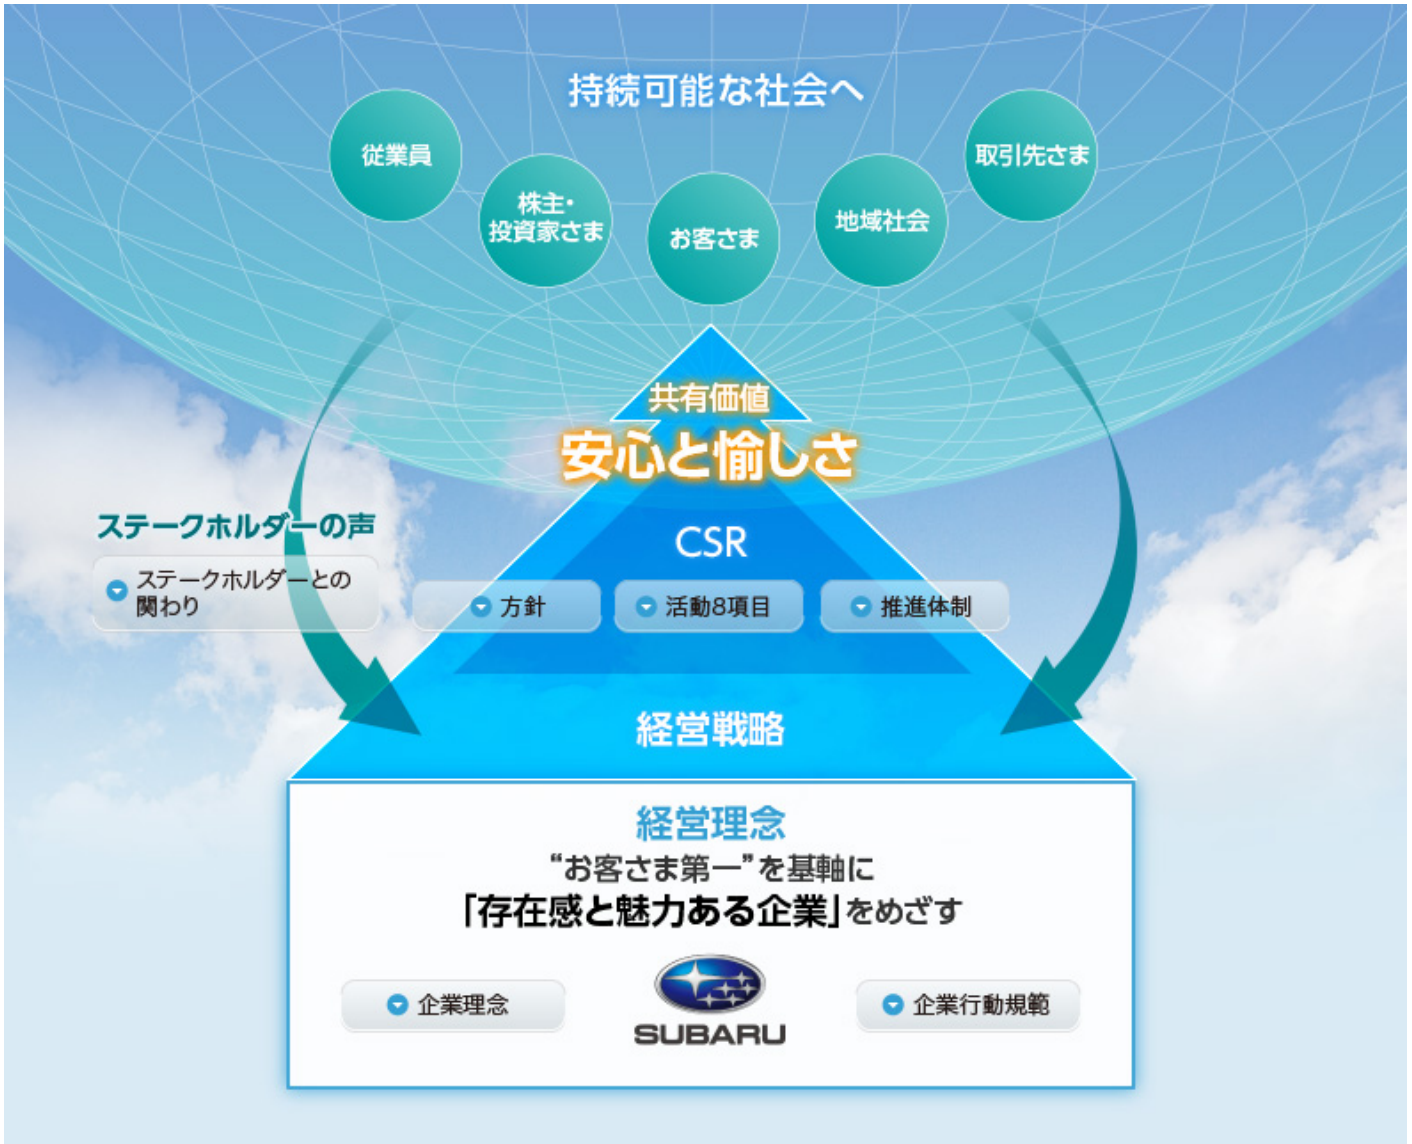 持続可能な社会へ
従業員
株主・
投資家さま
お客さま
地域社会
取引先さま
共有価値
安心と愉しさ
ステークホルダーの声
ステークホルダーとの
関わり
CSR
方針
活動8項目
推進体制
経営戦略
経営理念
“お客さま第一”を基軸に
「存在感と魅力ある企業」をめざす
企業理念
SUBARU
企業行動規範